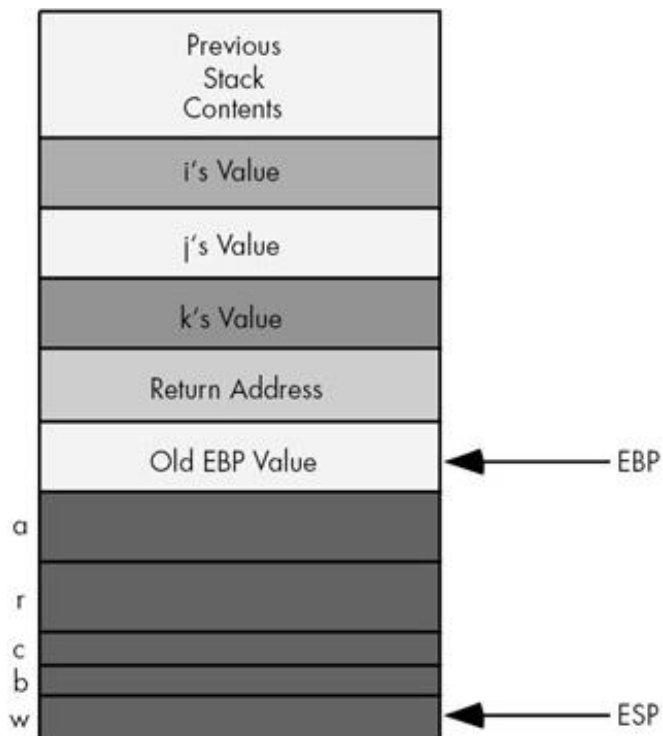 Previous
Stack
Contents
i's Value
j's Value
k's Value
Return Address
Old EBP Value
EBP
a
r
c
b
w
ESP